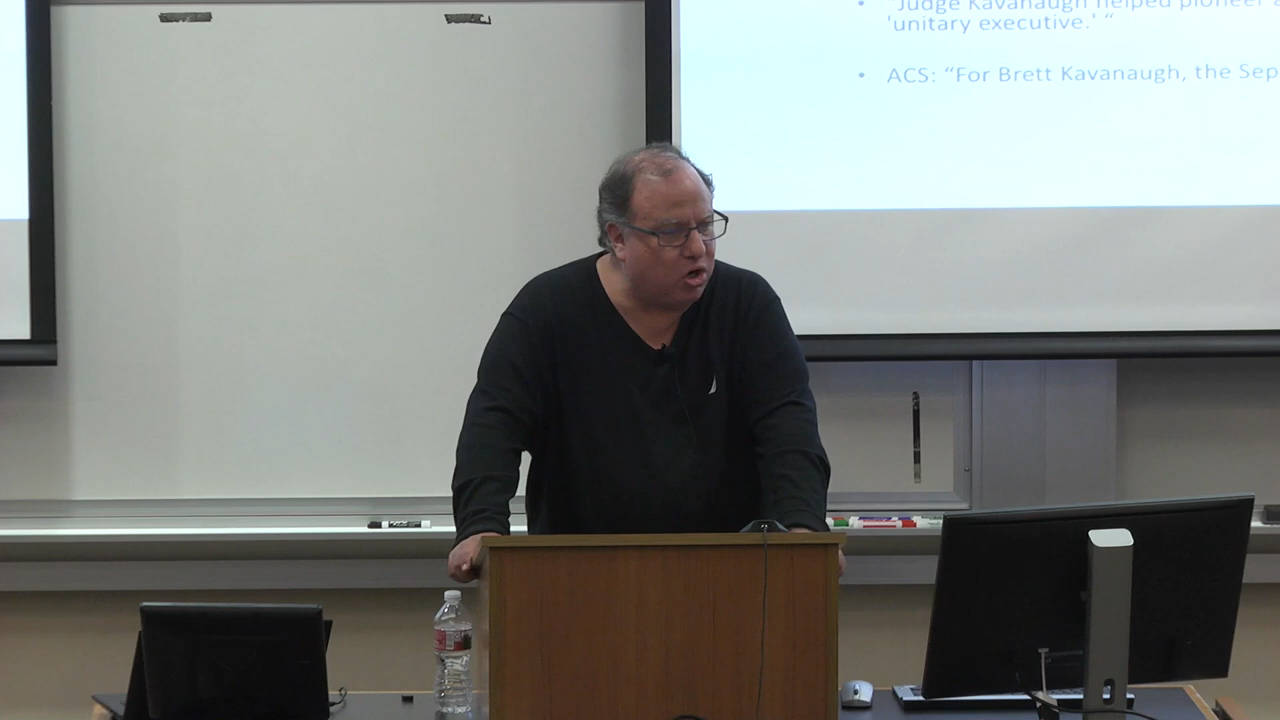 • "Judge Kavanaugh helped pioneer a
'unitary executive.' “
• ACS: “For Brett Kavanaugh, the Sep